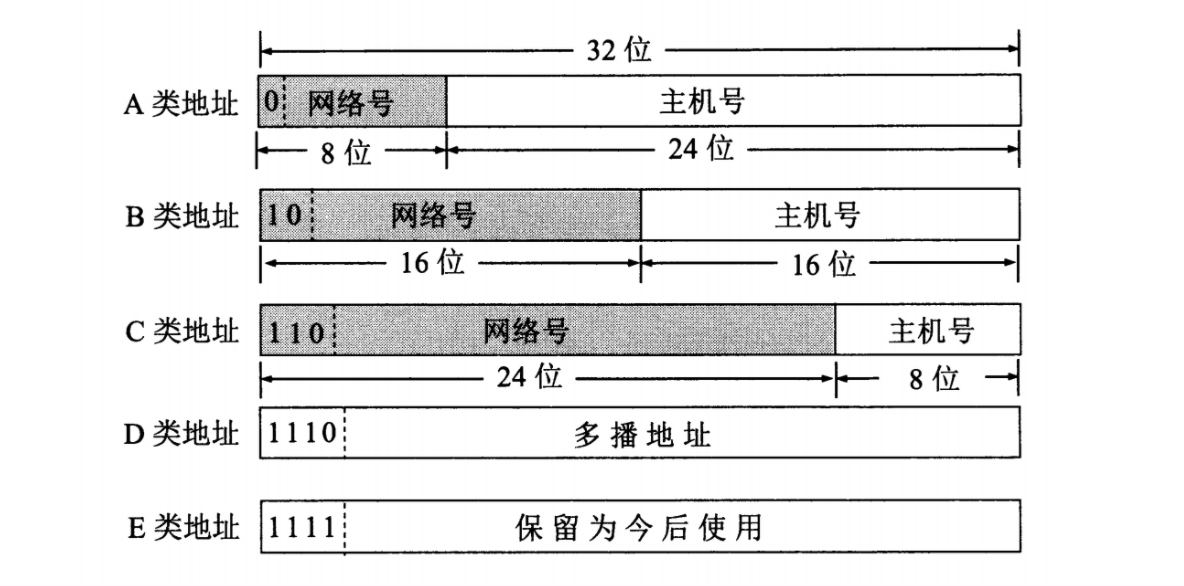 32 位
A 类地址 0 网络号 主机号
8 位 24 位
B 类地址 10 网络号 主机号
16 位 16 位
C 类地址 110 网络号 主机号
24 位 8 位
D 类地址 1110 多播地址
E 类地址 1111 保留为今后使用